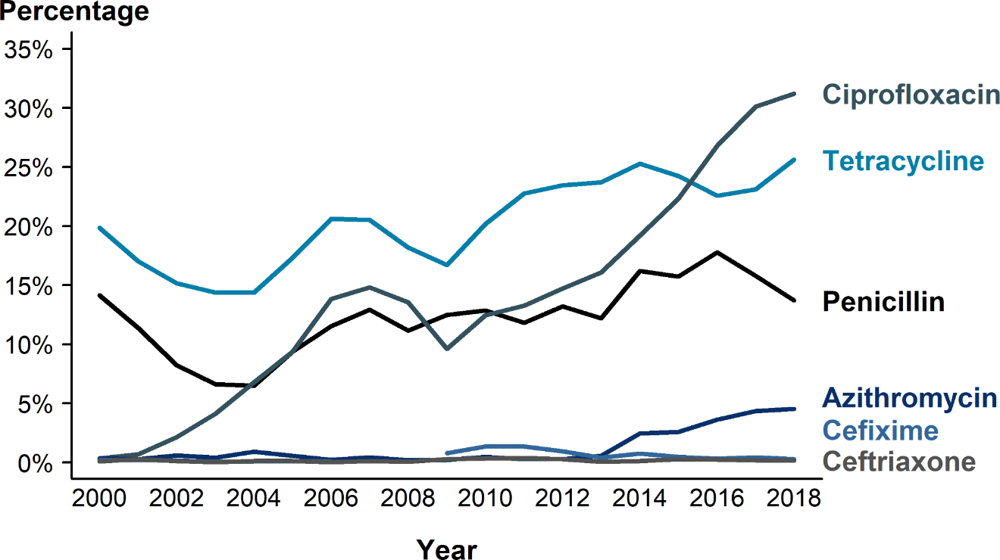 Percentage
35%
30%
25%
20%
15%
10%
5%
0%
Ciprofloxacin
Tetracycline
Penicillin
Azithromycin
Cefixime
Ceftriaxone
2000 2002 2004 2006 2008 2010 2012 2014 2016 2018
Year